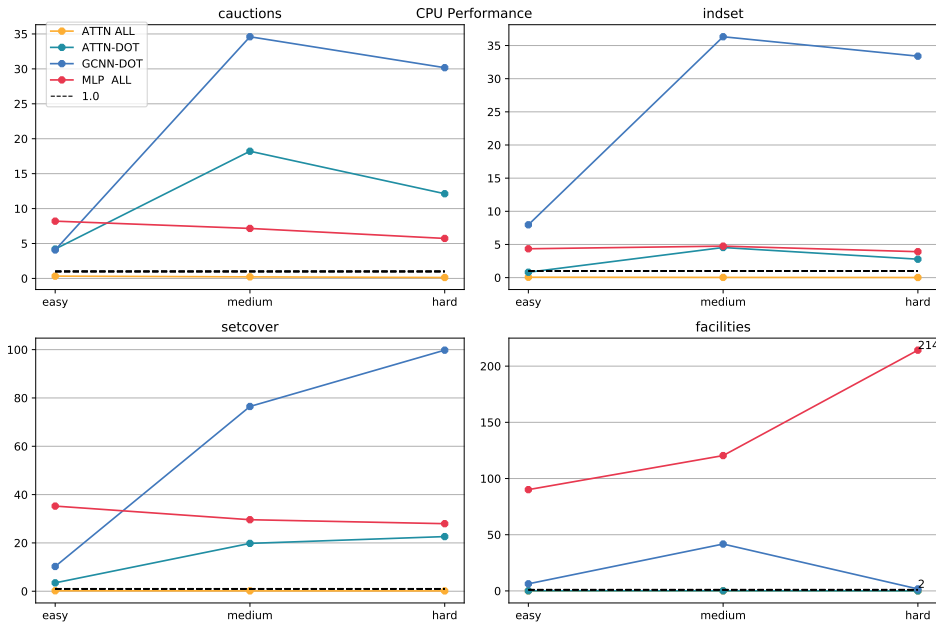 CPU Performance
cauctions
35
30
25
20
15
10
5
0
easy medium hard
ATTN ALL
ATTN-DOT
GCNN-DOT
MLP ALL
1.0
indset
35
30
25
20
15
10
5
0
easy medium hard
setcover
100
80
60
40
20
0
easy medium hard
facilities
200
150
100
50
0
214
2
easy medium hard